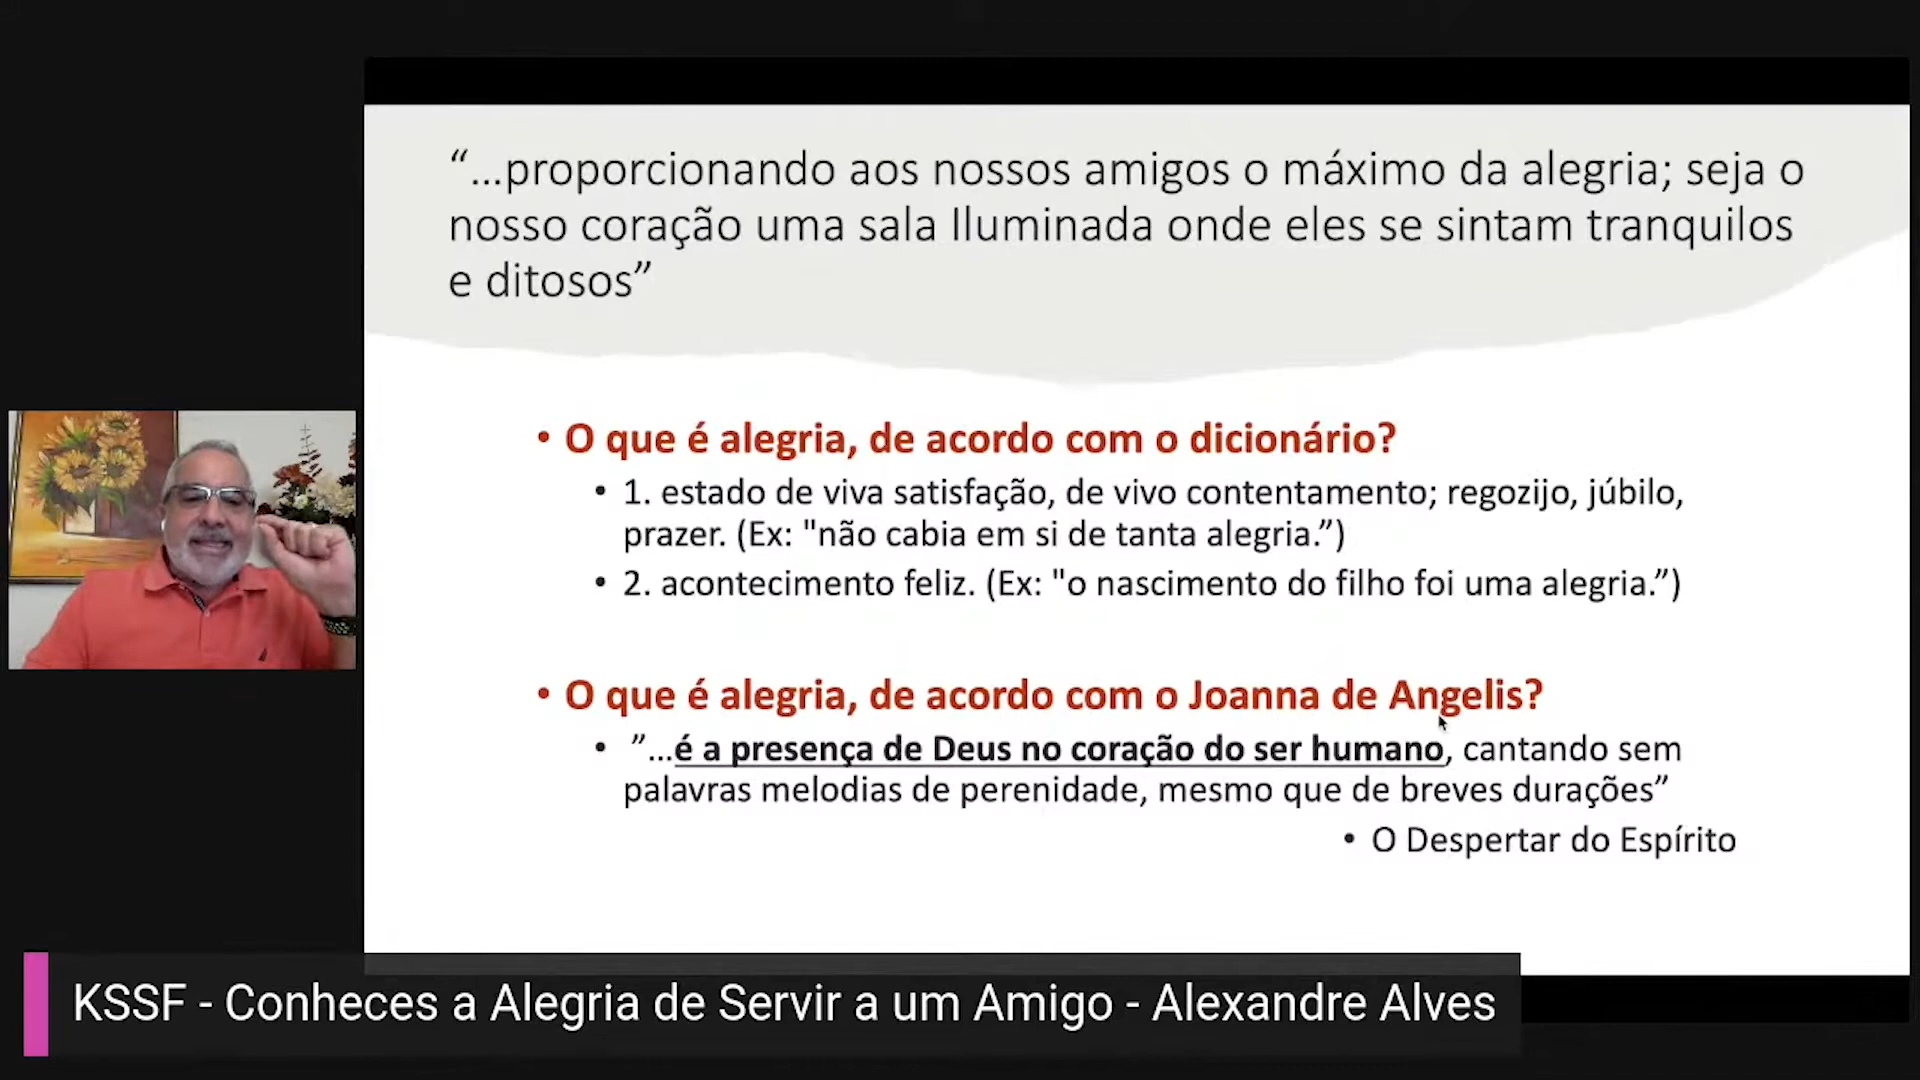 “...proporcionando aos nossos amigos o máximo da alegria; seja o
nosso coração uma sala Iluminada onde eles se sintam tranquilos
e ditosos”
• O que é alegria, de acordo com o dicionário?
• 1. estado de viva satisfação, de vivo contentamento; regozijo, júbilo,
prazer. (Ex: "não cabia em si de tanta alegria.”)
• 2. acontecimento feliz. (Ex: "o nascimento do filho foi uma alegria.”)
• O que é alegria, de acordo com o Joanna de Angelis?
• ”...é a presença de Deus no coração do ser humano, cantando sem
palavras melodias de perenidade, mesmo que de breves durações”
• O Despertar do Espírito
KSSF - Conheces a Alegria de Servir a um Amigo - Alexandre Alves